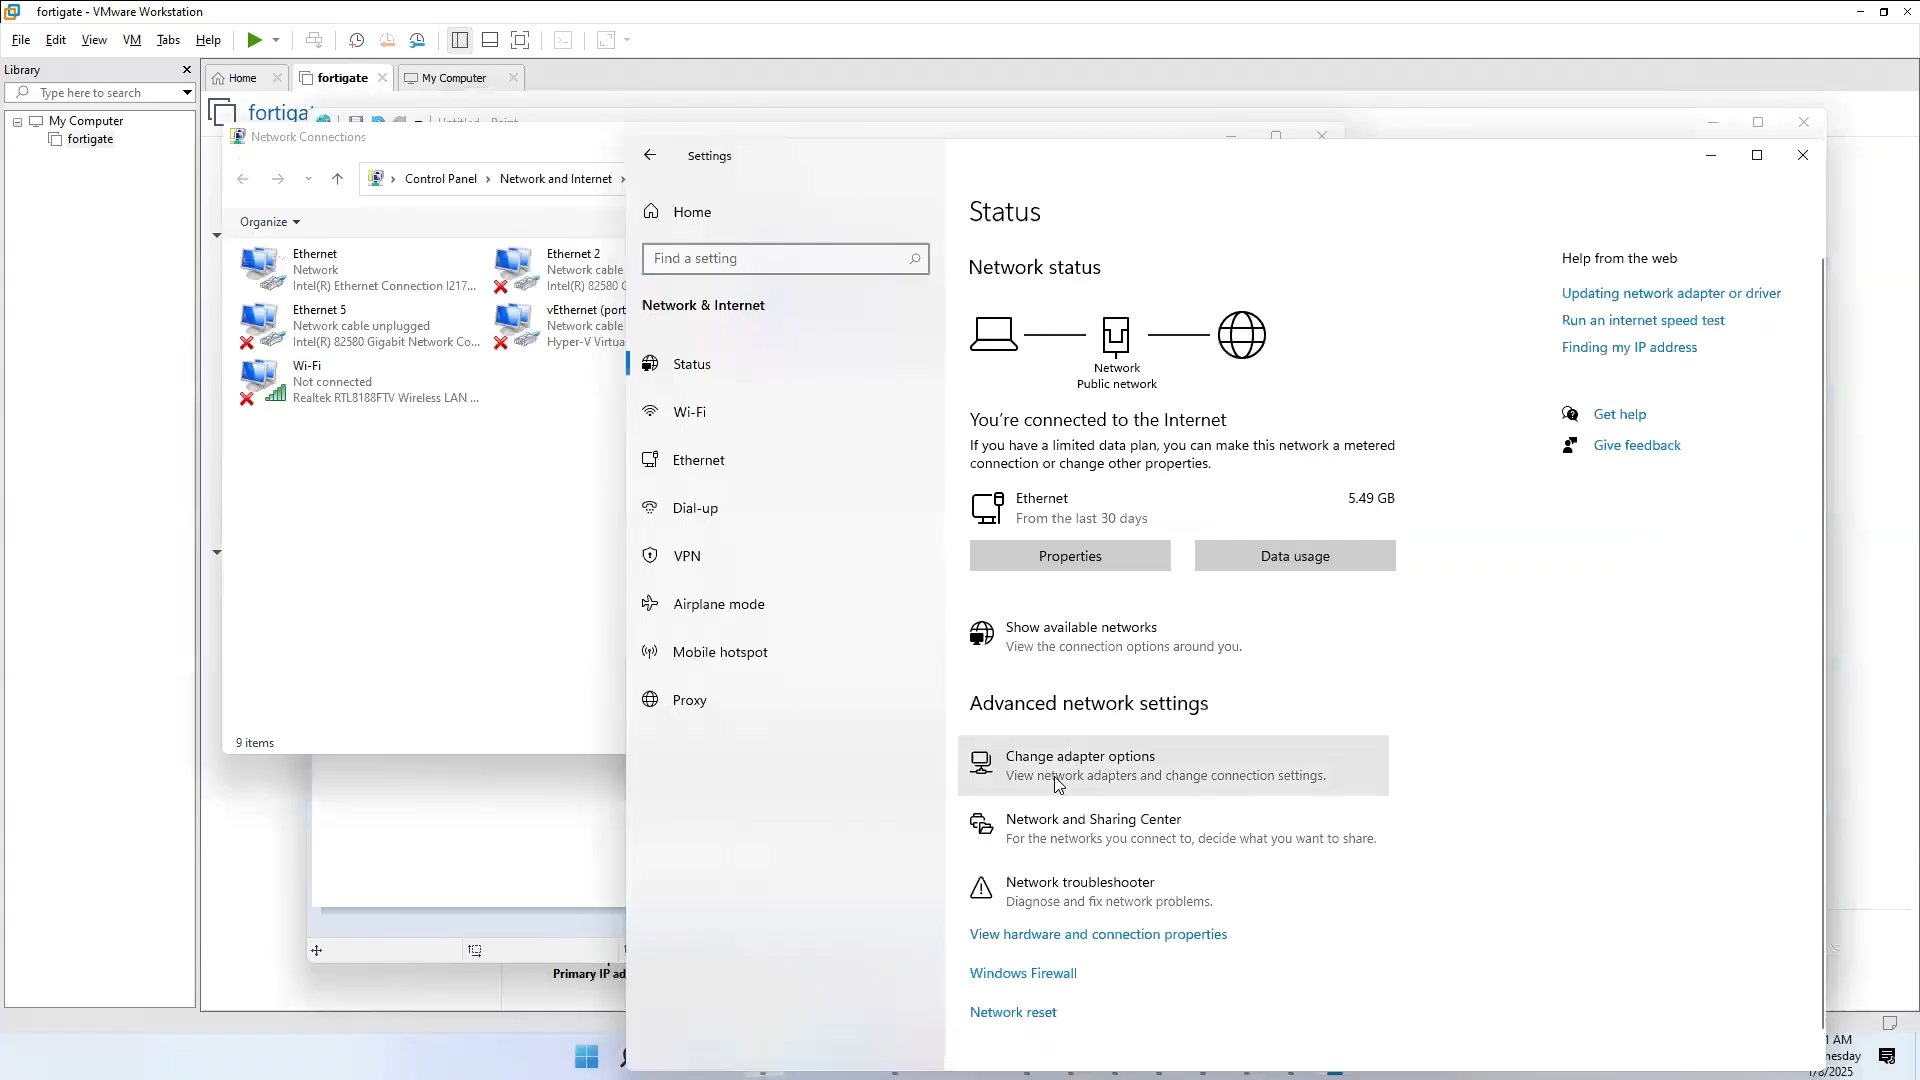 fortigate - VMware Workstation
File Edit View VM Tabs Help
Library
Type here to search
My Computer
fortigate
Home
fortigate
My Computer
Network Connections
Control Panel › Network and Internet ›
Organize
Ethernet
Network
Intel(R) Ethernet Connection I217...
Ethernet 2
Network cable
Intel(R) 82580 G
Ethernet 5
Network cable unplugged
Intel(R) 82580 Gigabit Network Co...
vEthernet (port
Network cable
Hyper-V Virtua
Wi-Fi
Not connected
Realtek RTL8188FTV Wireless LAN ...
9 items
Primary IP ad
Settings
Home
Find a setting
Network & Internet
Status
Wi-Fi
Ethernet
Dial-up
VPN
Airplane mode
Mobile hotspot
Proxy
Status
Network status
Network
Public network
You're connected to the Internet
If you have a limited data plan, you can make this network a metered
connection or change other properties.
Ethernet
5.49 GB
From the last 30 days
Properties
Data usage
Show available networks
View the connection options around you.
Advanced network settings
Change adapter options
View network adapters and change connection settings.
Network and Sharing Center
For the networks you connect to, decide what you want to share.
Network troubleshooter
Diagnose and fix network problems.
View hardware and connection properties
Windows Firewall
Network reset
Help from the web
Updating network adapter or driver
Run an internet speed test
Finding my IP address
Get help
Give feedback
1 AM
nesday
1/8/2025